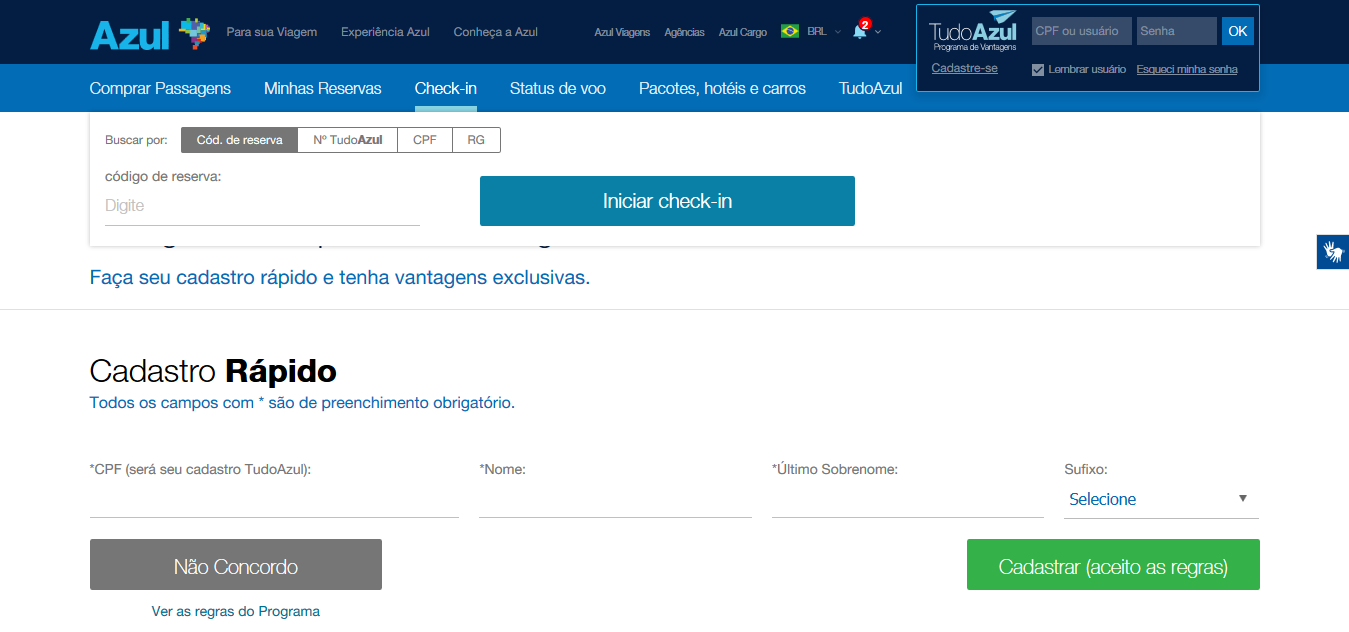 Azul
Para sua Viagem
Experiência Azul
Conheça a Azul
Azul Viagens
Agências
Azul Cargo
BRL
2
TudoAzul
Programa de Vantagens
CPF ou usuário
Senha
OK
Cadastre-se
Lembrar usuário
Esqueci minha senha
Comprar Passagens
Minhas Reservas
Check-in
Status de voo
Pacotes, hotéis e carros
TudoAzul
Buscar por:
Cód. de reserva
Nº TudoAzul
CPF
RG
código de reserva:
Digite
Iniciar check-in
Faça seu cadastro rápido e tenha vantagens exclusivas.
Cadastro Rápido
Todos os campos com * são de preenchimento obrigatório.
*CPF (será seu cadastro TudoAzul):
*Nome:
*Último Sobrenome:
Sufixo:
Selecione
Não Concordo
Cadastrar (aceito as regras)
Ver as regras do Programa